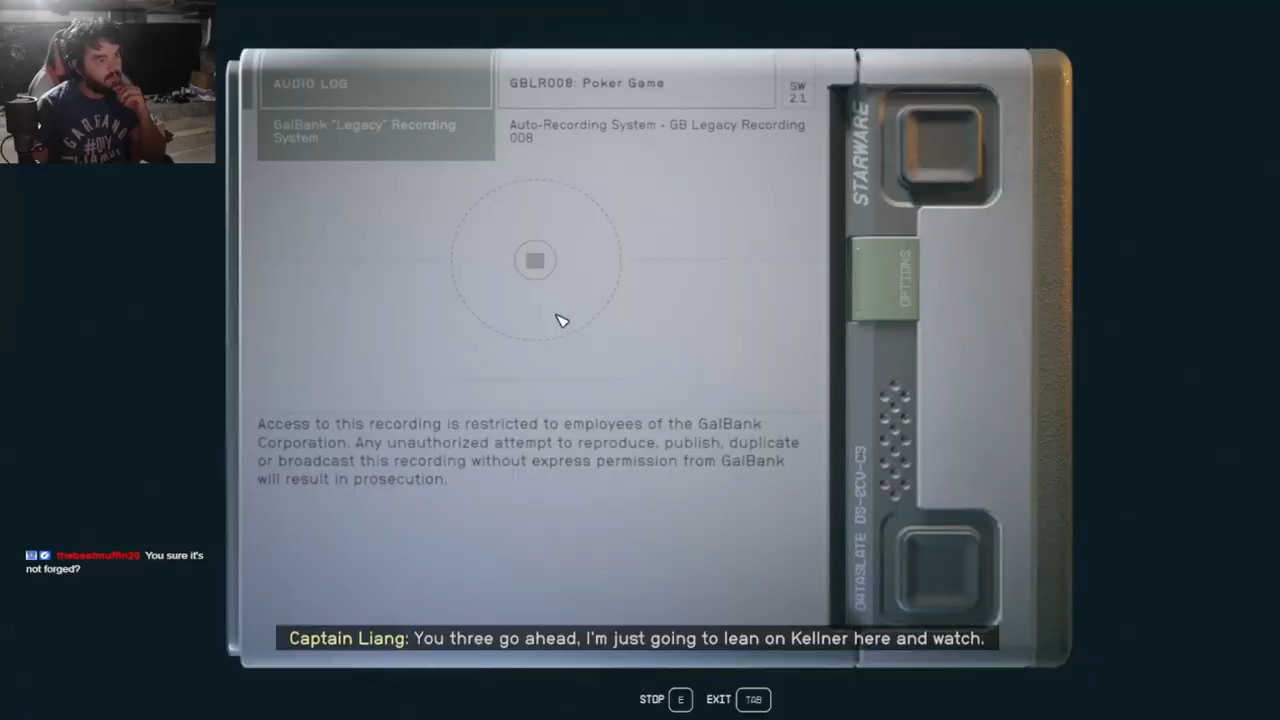 AUDIO LOG
GBLR008: Poker Game
SW
21
GalBank "Legacy" Recording
System
Auto-Recording System - GB Legacy Recording
008
STARWARE
OPTIONS
DATASLATE DS-2CV-C3
Access to this recording is restricted to employees of the GalBank
Corporation. Any unauthorized attempt to reproduce, publish, duplicate
or broadcast this recording without express permission from GalBank
will result in prosecution.
thebeastmuffin20 You sure it's
not forged?
Captain Liang: You three go ahead, I'm just going to lean on Kellner here and watch.
STOP E EXIT TAB